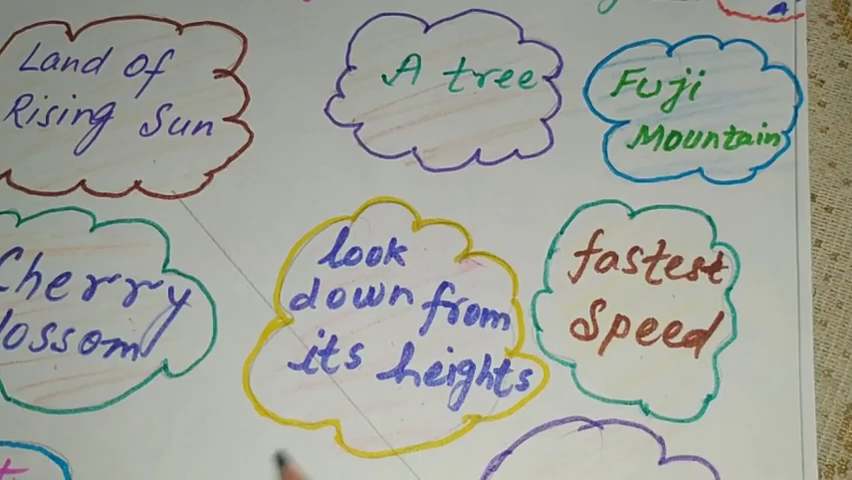 Land of
Rising Sun
A tree
Fuji
Mountain
Cherry
lossom
look
down from
its heights
fastest
speed